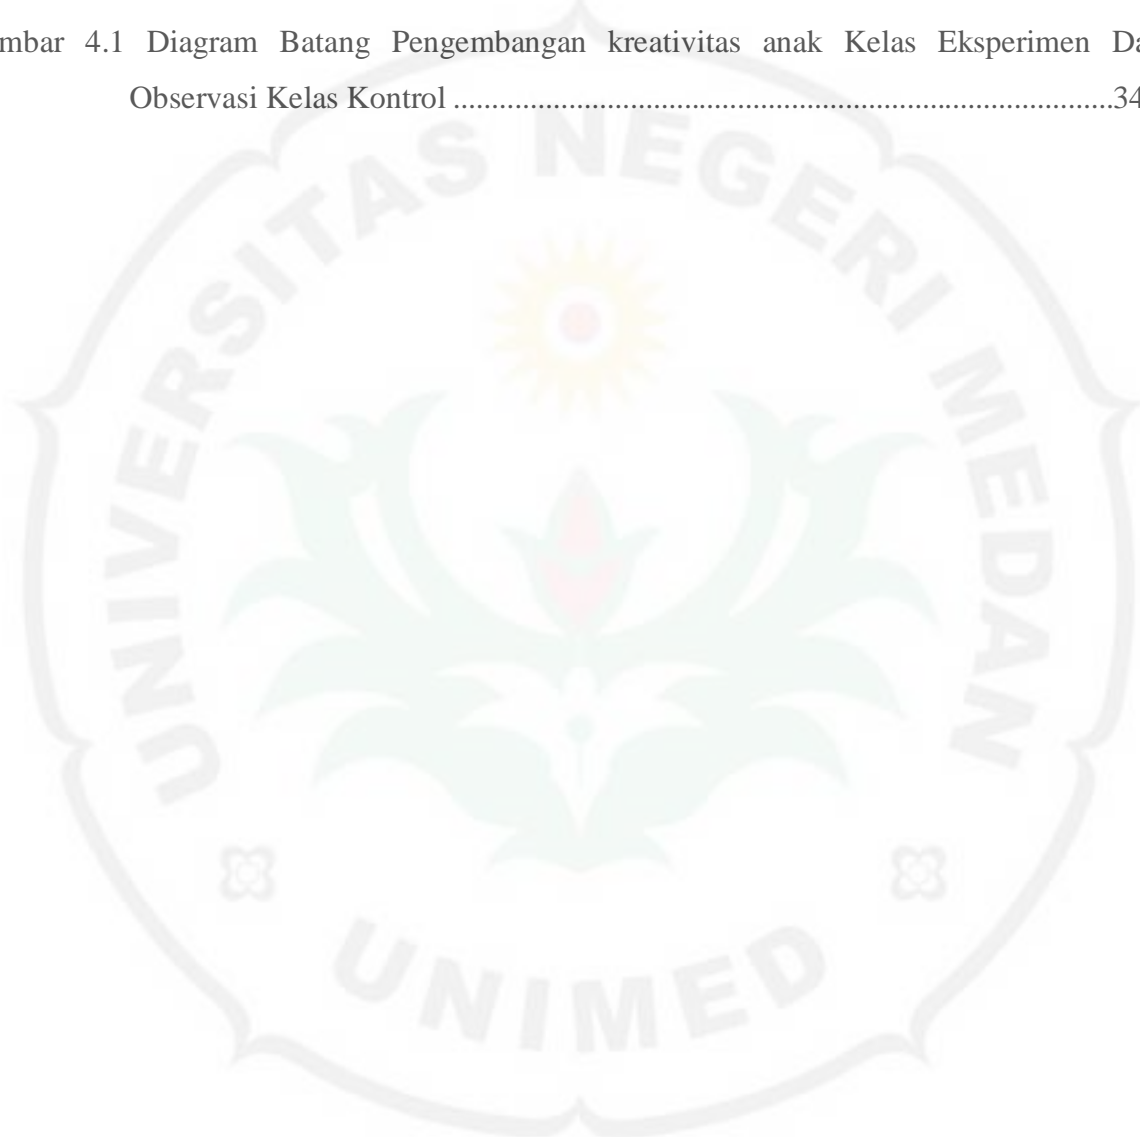 mbar 4.1 Diagram Batang Pengembangan kreativitas anak Kelas Eksperimen Da
Observasi Kelas Kontrol ......................................................................................34
UNIVERSITAS NEGERI MEDAN
UNIMED